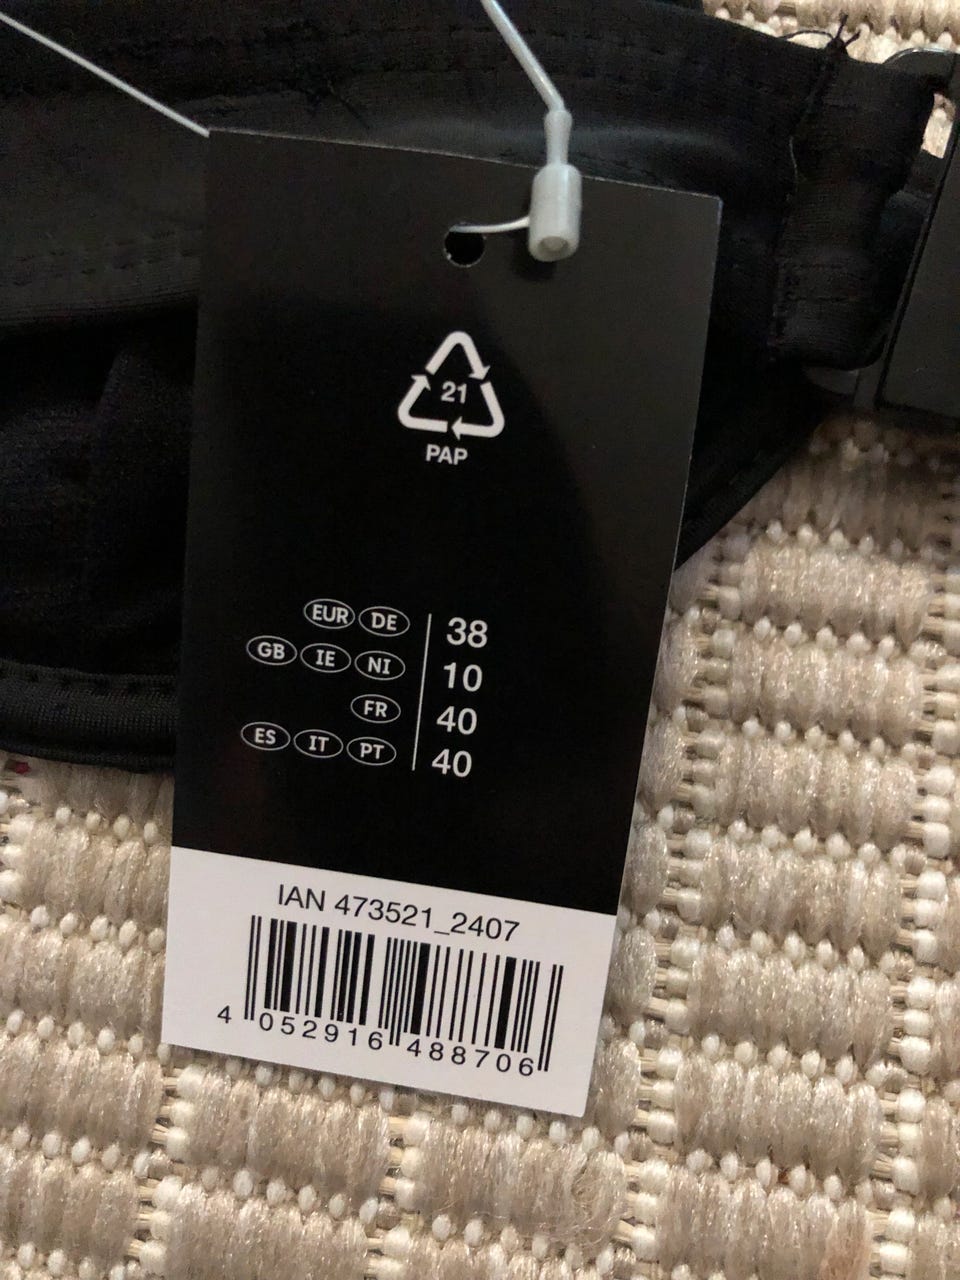 21
PAP
EUR DE 38
GB IE NI 10
FR 40
ES IT PT 40
IAN 473521_2407
4 052916 488706